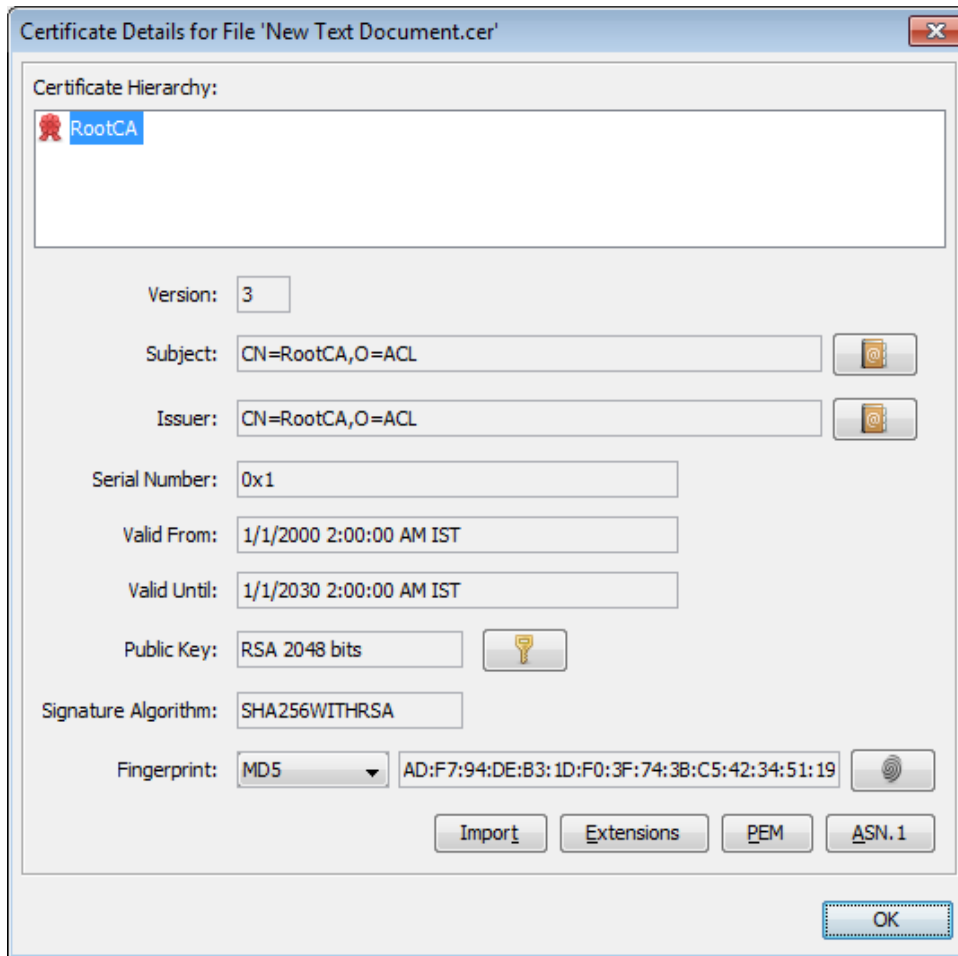 Certificate Details for File 'New Text Document.cer'
Certificate Hierarchy:
RootCA
Version: 3
Subject: CN=RootCA,O=ACL
Issuer: CN=RootCA,O=ACL
Serial Number: 0x1
Valid From: 1/1/2000 2:00:00 AM IST
Valid Until: 1/1/2030 2:00:00 AM IST
Public Key: RSA 2048 bits
Signature Algorithm: SHA256WITHRSA
Fingerprint: MD5 AD:F7:94:DE:B3:1D:F0:3F:74:3B:C5:42:34:51:19
Import Extensions PEM ASN.1
OK